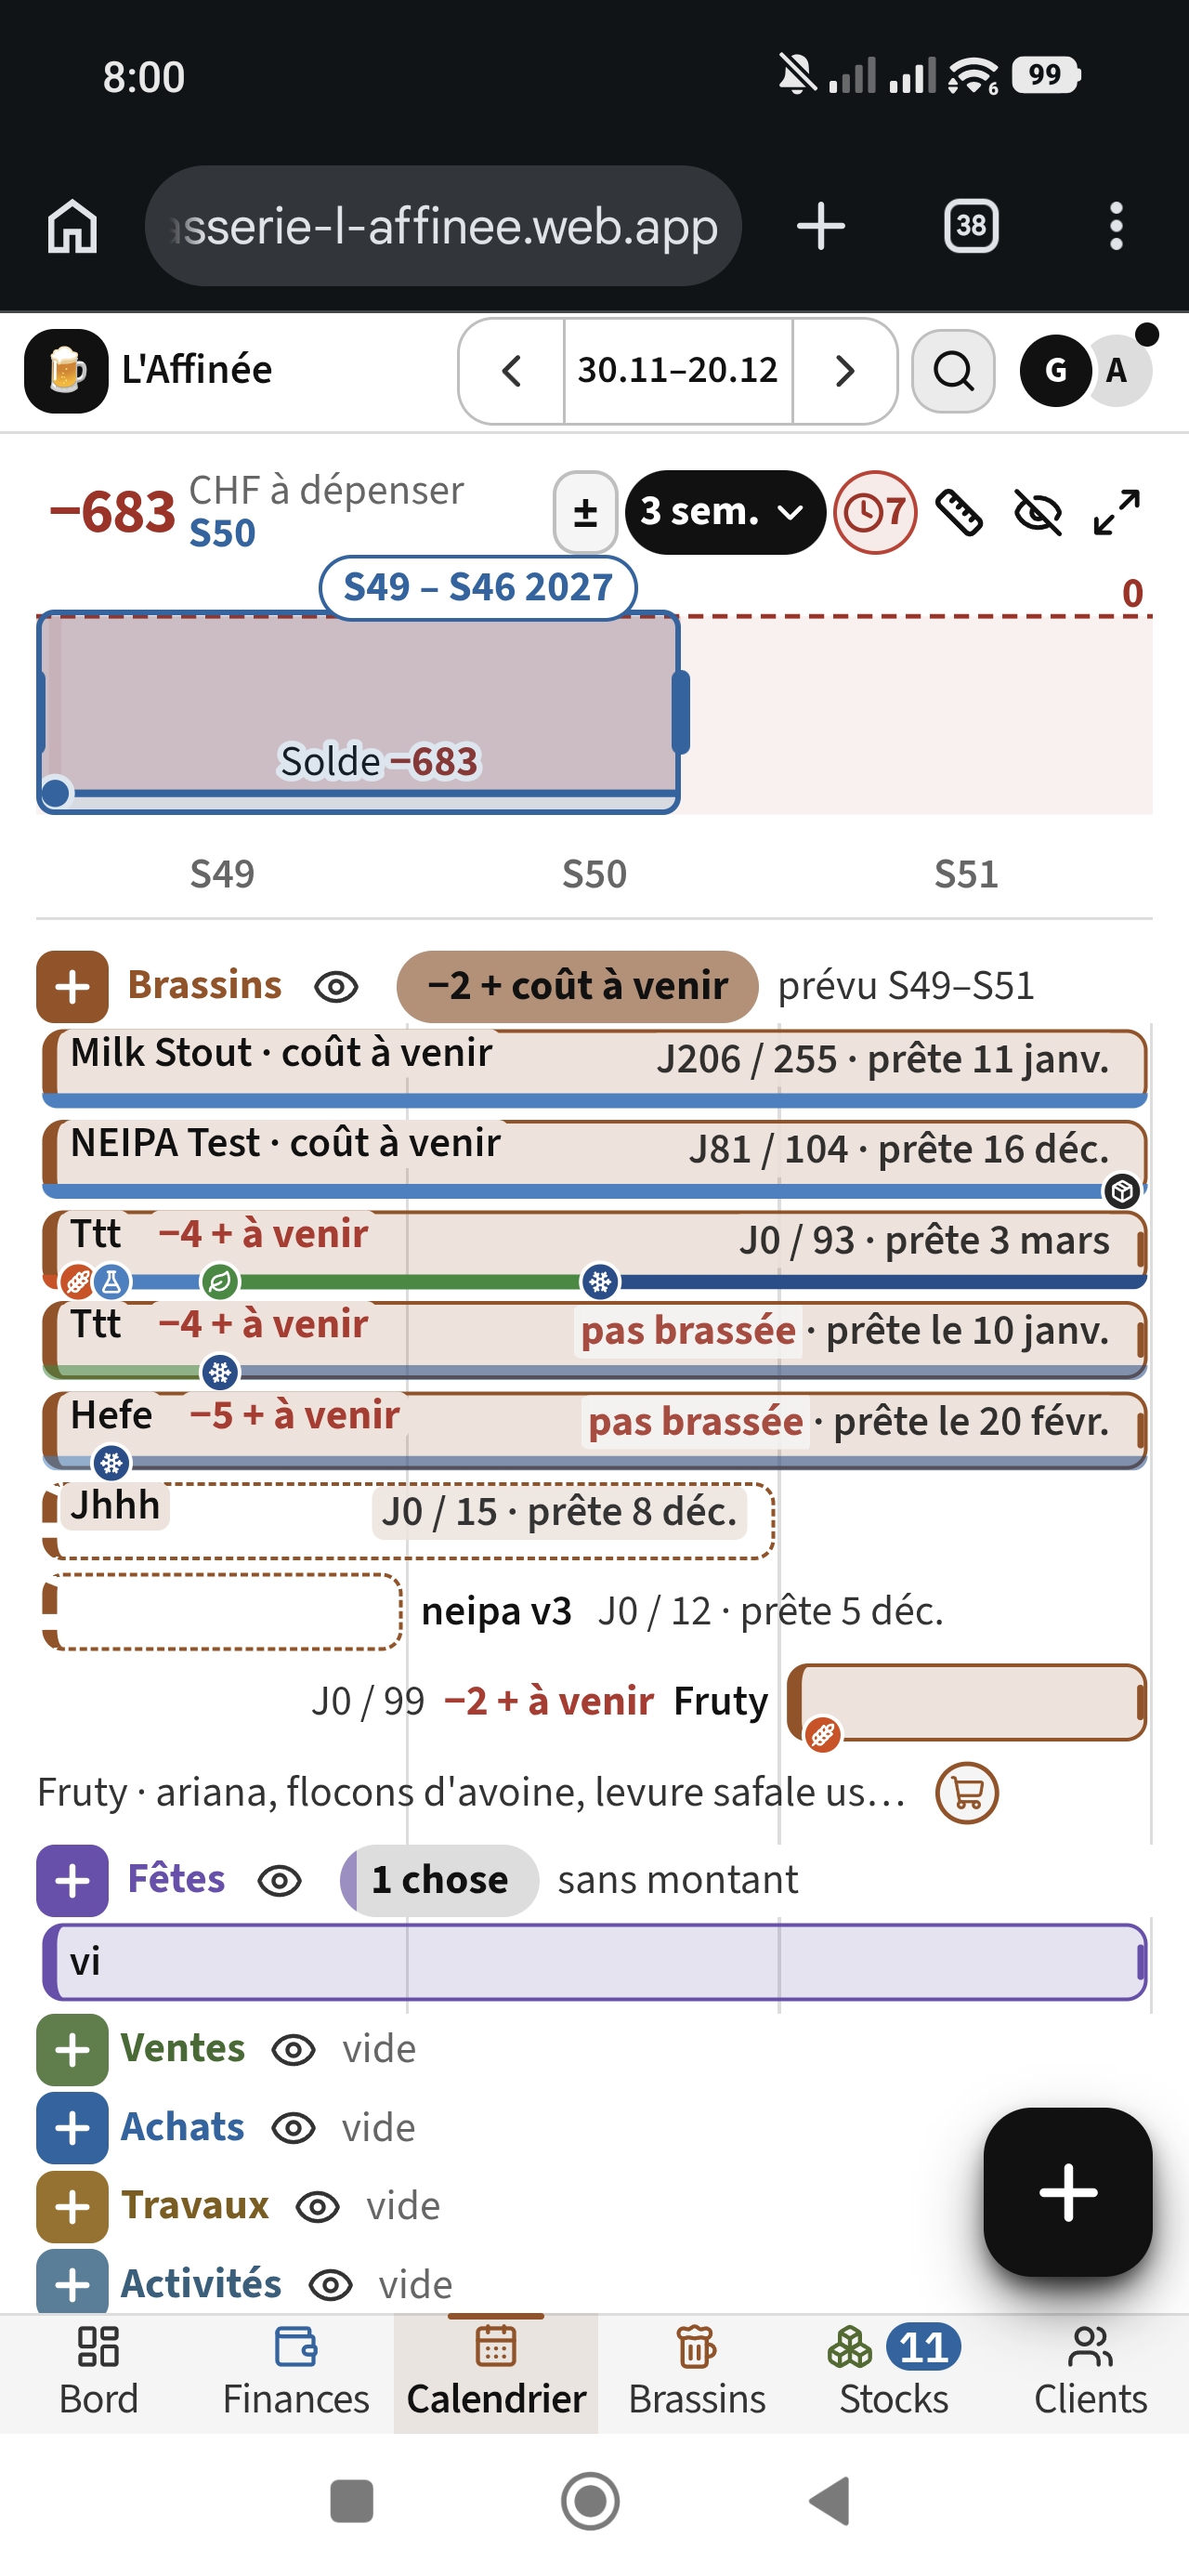 8:00
6
99
asserie-l-affinee.web.app
38
L'Affinée
30.11–20.12
G
A
−683 CHF à dépenser
S50
±
3 sem.
7
S49 – S46 2027
0
Solde −683
S49
S50
S51
Brassins
−2 + coût à venir
prévu S49–S51
Milk Stout · coût à venir
J206 / 255 · prête 11 janv.
NEIPA Test · coût à venir
J81 / 104 · prête 16 déc.
Ttt −4 + à venir
J0 / 93 · prête 3 mars
Ttt −4 + à venir
pas brassée · prête le 10 janv.
Hefe −5 + à venir
pas brassée · prête le 20 févr.
Jhhh
J0 / 15 · prête 8 déc.
neipa v3 J0 / 12 · prête 5 déc.
J0 / 99 −2 + à venir Fruty
Fruty · ariana, flocons d'avoine, levure safale us…
Fêtes
1 chose
sans montant
vi
Ventes
vide
Achats
vide
Travaux
vide
Activités
vide
11
Bord
Finances
Calendrier
Brassins
Stocks
Clients